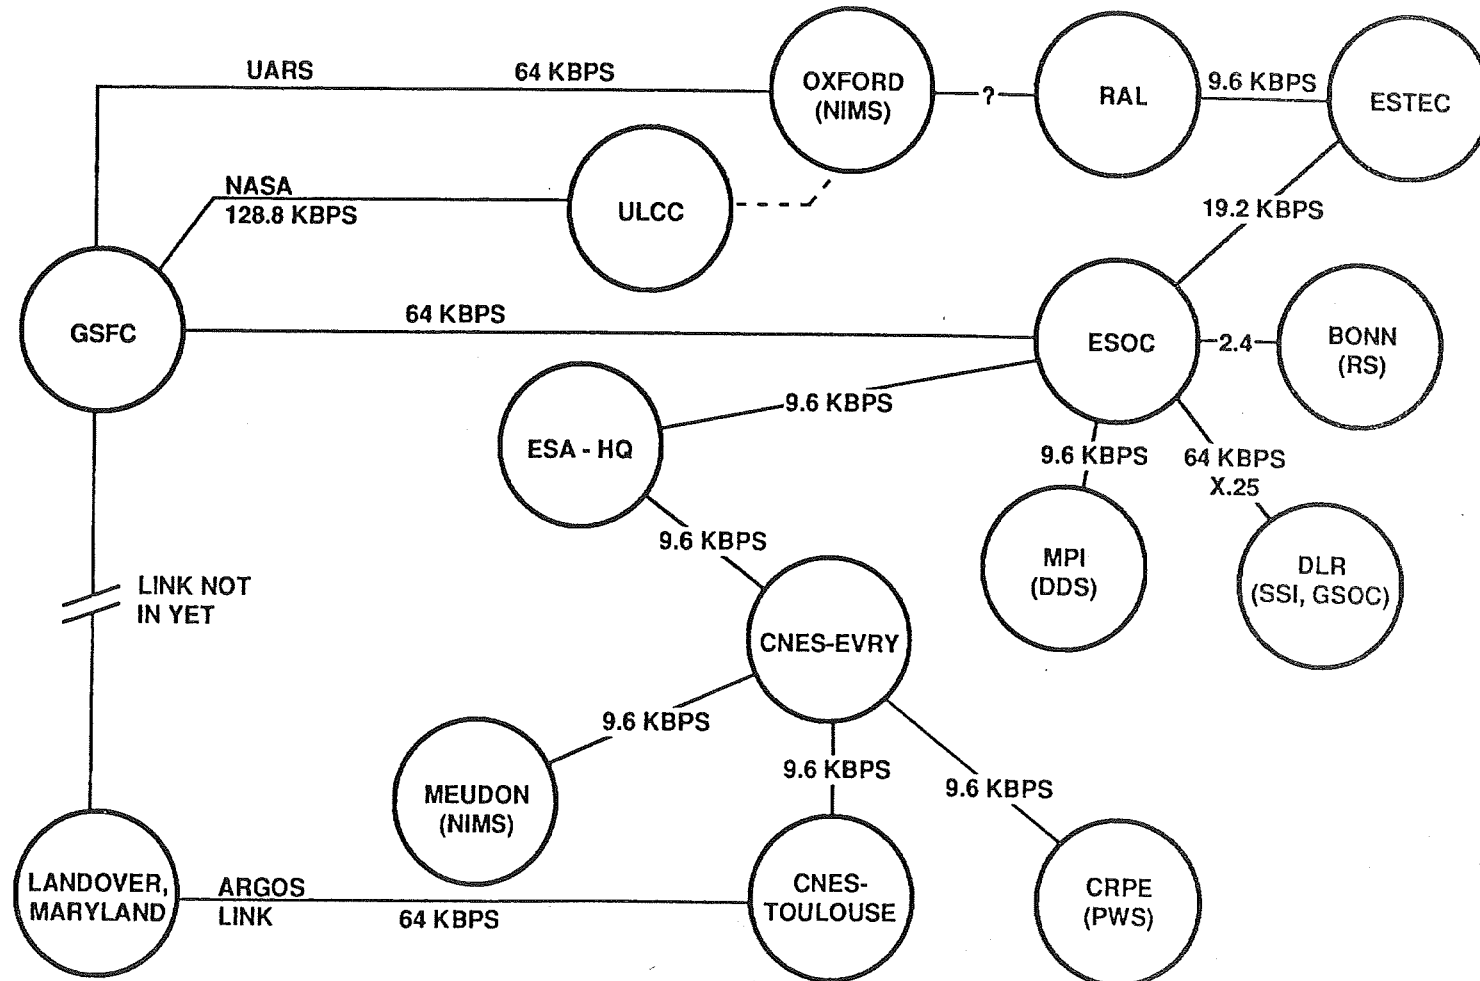 UARS
64 KBPS
OXFORD
(NIMS)
?
RAL
9.6 KBPS
ESTEC
NASA
128.8 KBPS
ULCC
19.2 KBPS
GSFC
64 KBPS
ESOC
2.4
BONN
(RS)
9.6 KBPS
ESA - HQ
9.6 KBPS
64 KBPS
X.25
9.6 KBPS
MPI
(DDS)
DLR
(SSI, GSOC)
LINK NOT
IN YET
CNES-EVRY
9.6 KBPS
9.6 KBPS
9.6 KBPS
MEUDON
(NIMS)
LANDOVER,
MARYLAND
ARGOS
LINK
64 KBPS
CNES-
TOULOUSE
CRPE
(PWS)